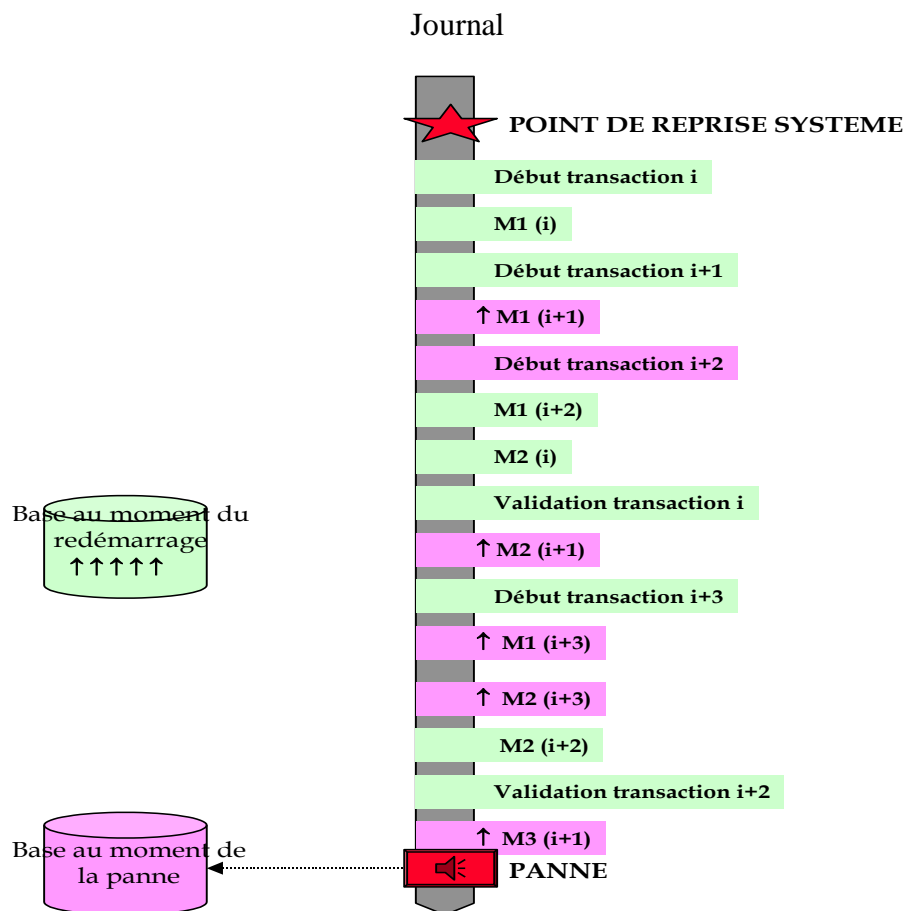 Journal
POINT DE REPRISE SYSTEME
Début transaction i
M1 (i)
Début transaction i+1
↑ M1 (i+1)
Début transaction i+2
M1 (i+2)
M2 (i)
Validation transaction i
Base au moment du
redémarrage
↑↑↑↑↑
↑ M2 (i+1)
Début transaction i+3
↑ M1 (i+3)
↑ M2 (i+3)
M2 (i+2)
Validation transaction i+2
↑ M3 (i+1)
Base au moment de
la panne
PANNE